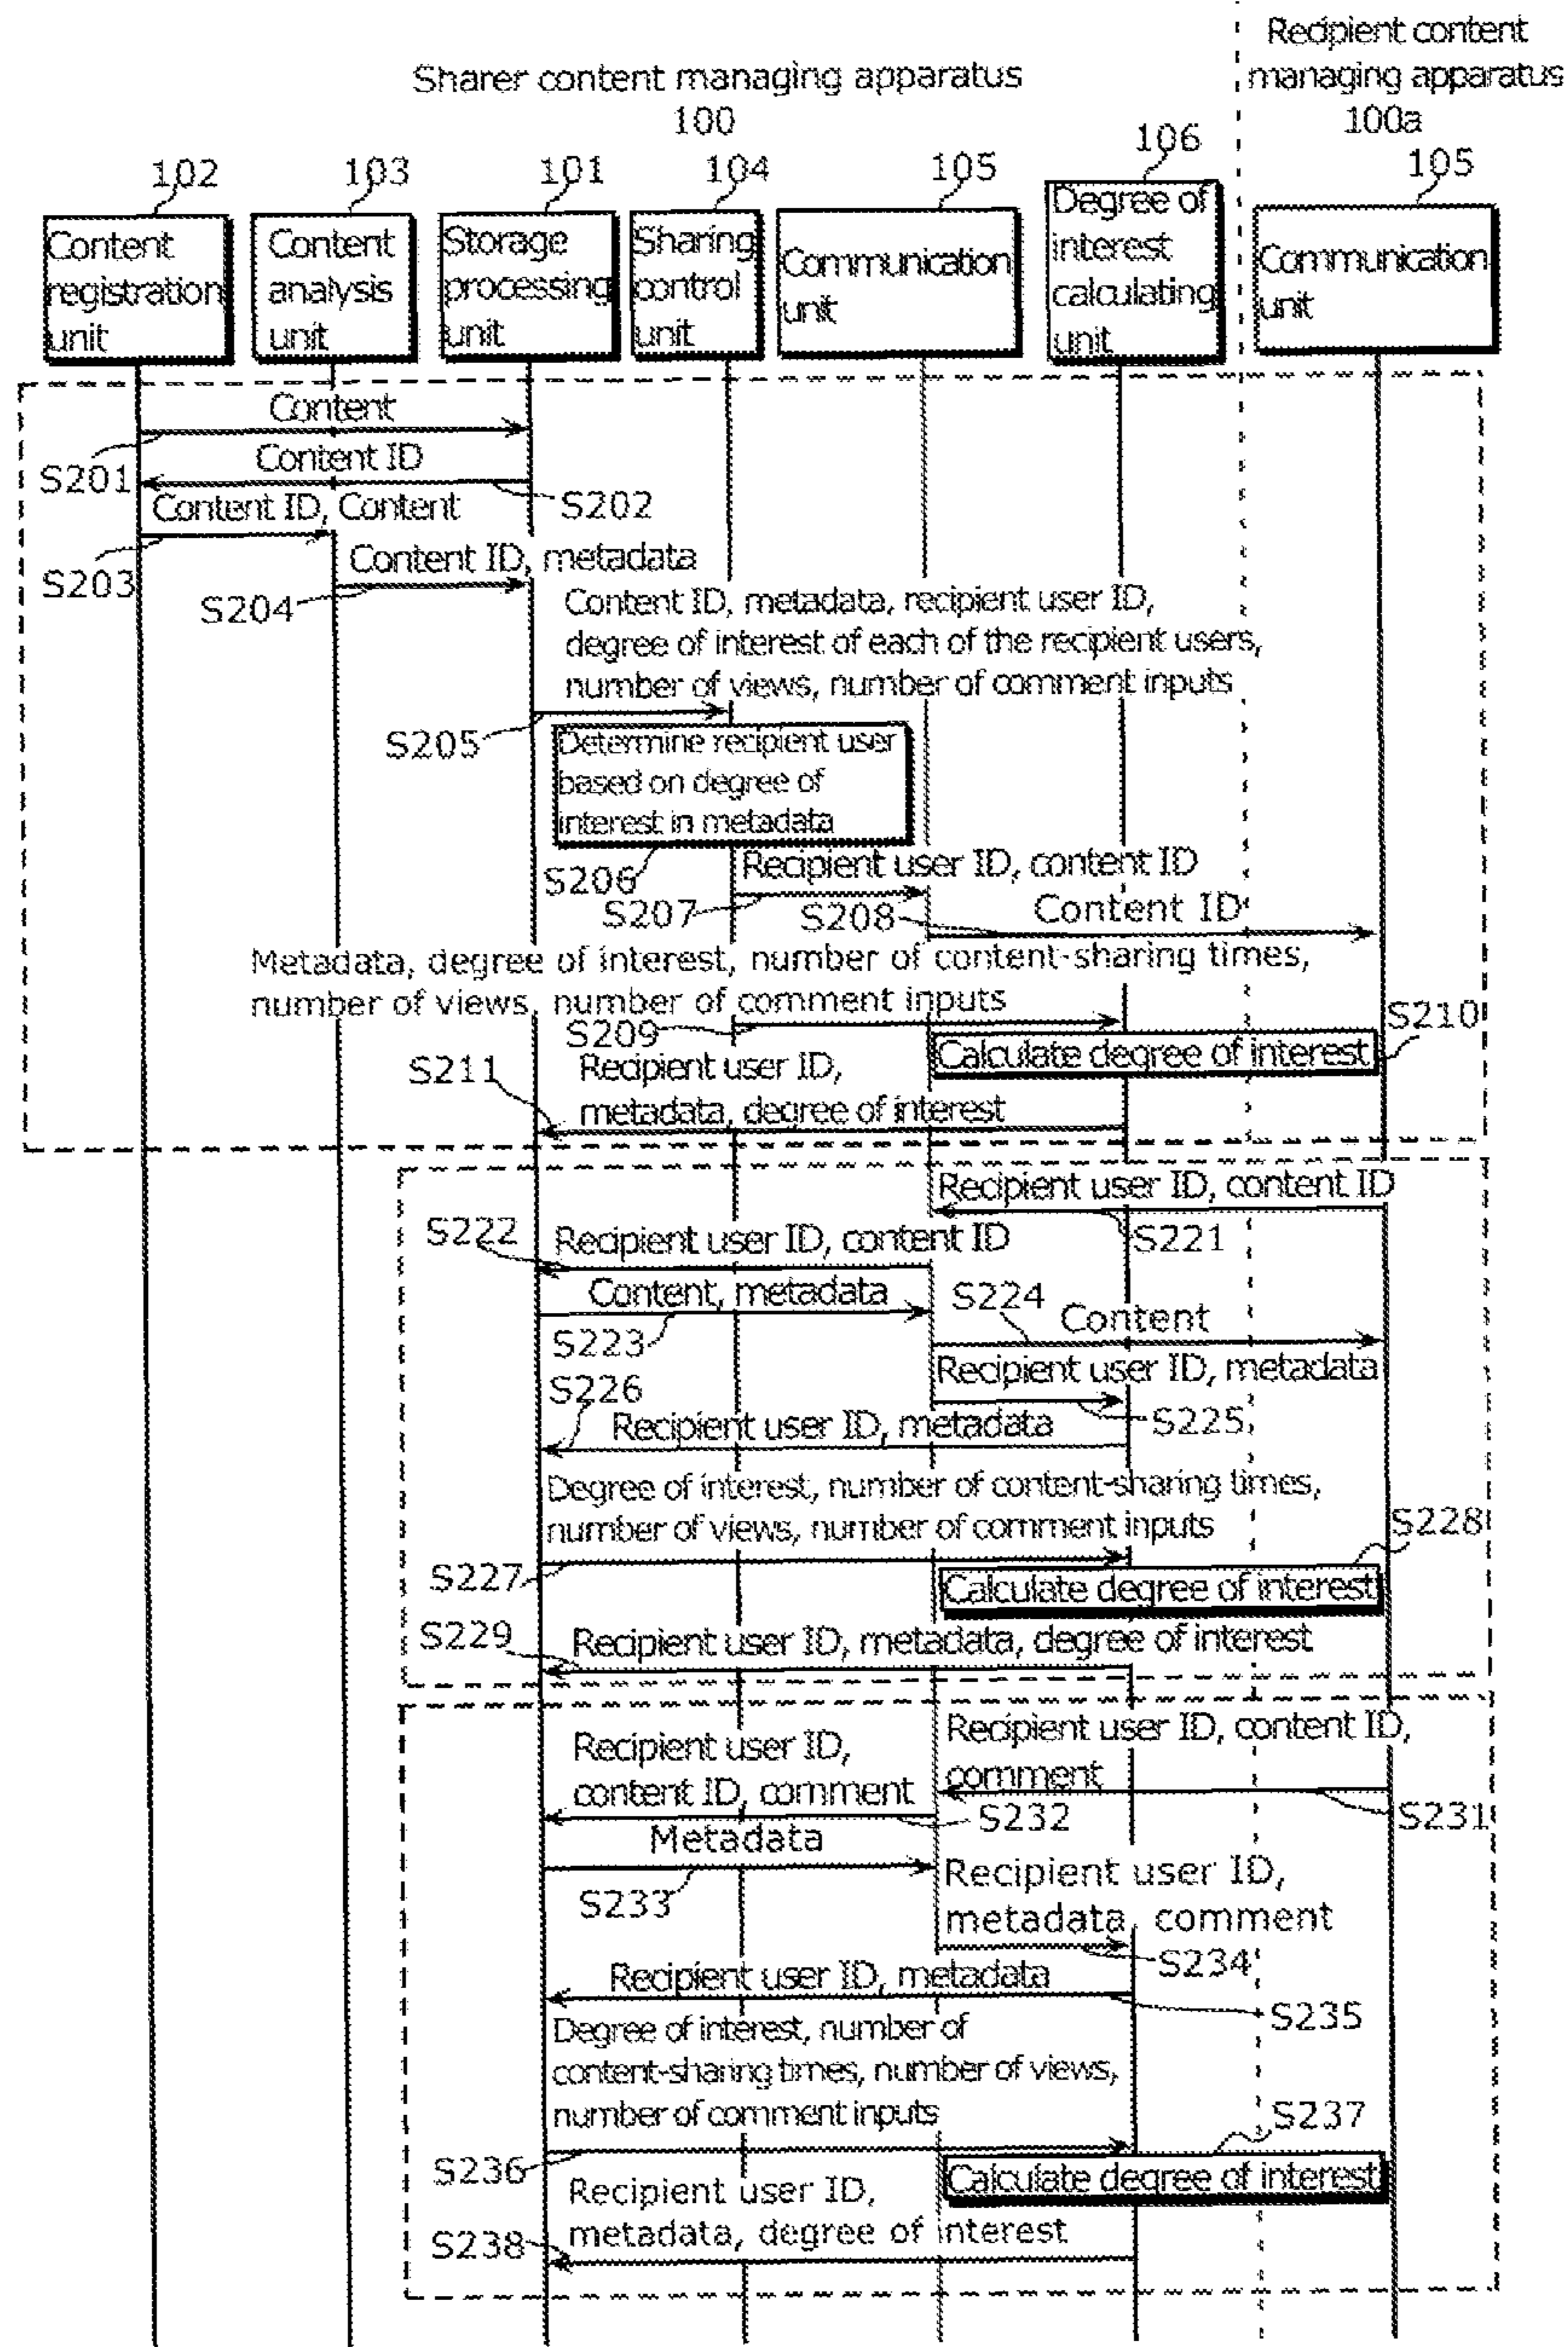 Recipient content
managing apparatus
100a
Sharer content managing apparatus
100
102
103
101
104
105
106
105
Content
registration
unit
Content
analysis
unit
Storage
processing
unit
Sharing
control
unit
Communication
unit
Degree of
interest
calculating
unit
Communication
unit
Content
S201
Content ID
S202
Content ID, Content
S203
Content ID, metadata
S204
Content ID, metadata, recipient user ID,
degree of interest of each of the recipient users,
number of views, number of comment inputs
S205
Determine recipient user
based on degree of
interest in metadata
S206
Recipient user ID, content ID
S207
S208
Content ID
Metadata, degree of interest, number of content-sharing times,
number of views, number of comment inputs
S209
S210
Calculate degree of interest
S211
Recipient user ID,
metadata, degree of interest
Recipient user ID, content ID
S221
S222
Recipient user ID, content ID
Content, metadata
S223
S224
Content
Recipient user ID, metadata
S225
S226
Recipient user ID, metadata
Degree of interest, number of content-sharing times,
number of views, number of comment inputs
S227
S228
Calculate degree of interest
S229
Recipient user ID, metadata, degree of interest
Recipient user ID, content ID,
comment
S231
Recipient user ID,
content ID, comment
S232
Metadata
S233
Recipient user ID,
metadata, comment
S234
Recipient user ID, metadata
S235
Degree of interest, number of
content-sharing times, number of views,
number of comment inputs
S236
S237
Calculate degree of interest
Recipient user ID,
metadata, degree of interest
S238